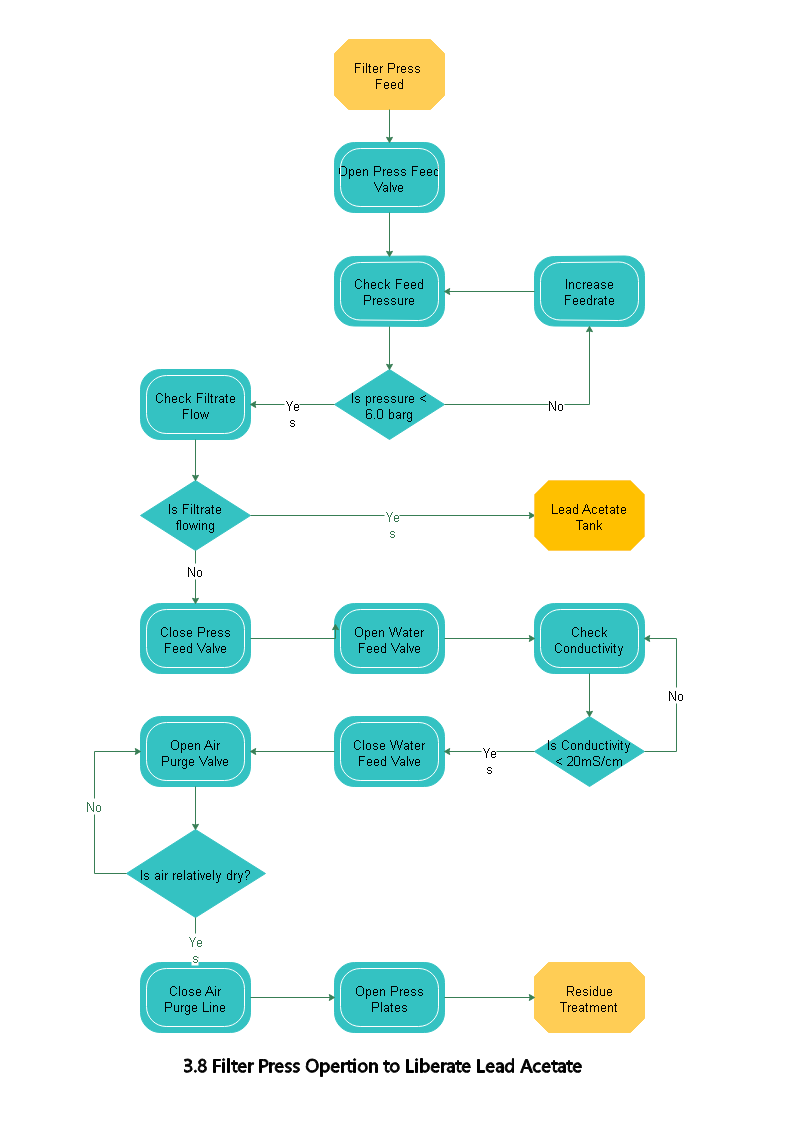 Filter Press
Feed
Open Press Feed
Valve
Check Feed
Pressure
Increase
Feedrate
Is pressure <
6.0 barg
Ye
s
No
Check Filtrate
Flow
Is Filtrate
flowing
Ye
s
Lead Acetate
Tank
No
Close Press
Feed Valve
Open Water
Feed Valve
Check
Conductivity
No
Is Conductivity
< 20mS/cm
Ye
s
Close Water
Feed Valve
Open Air
Purge Valve
No
Is air relatively dry?
Ye
s
Close Air
Purge Line
Open Press
Plates
Residue
Treatment
3.8 Filter Press Opertion to Liberate Lead Acetate